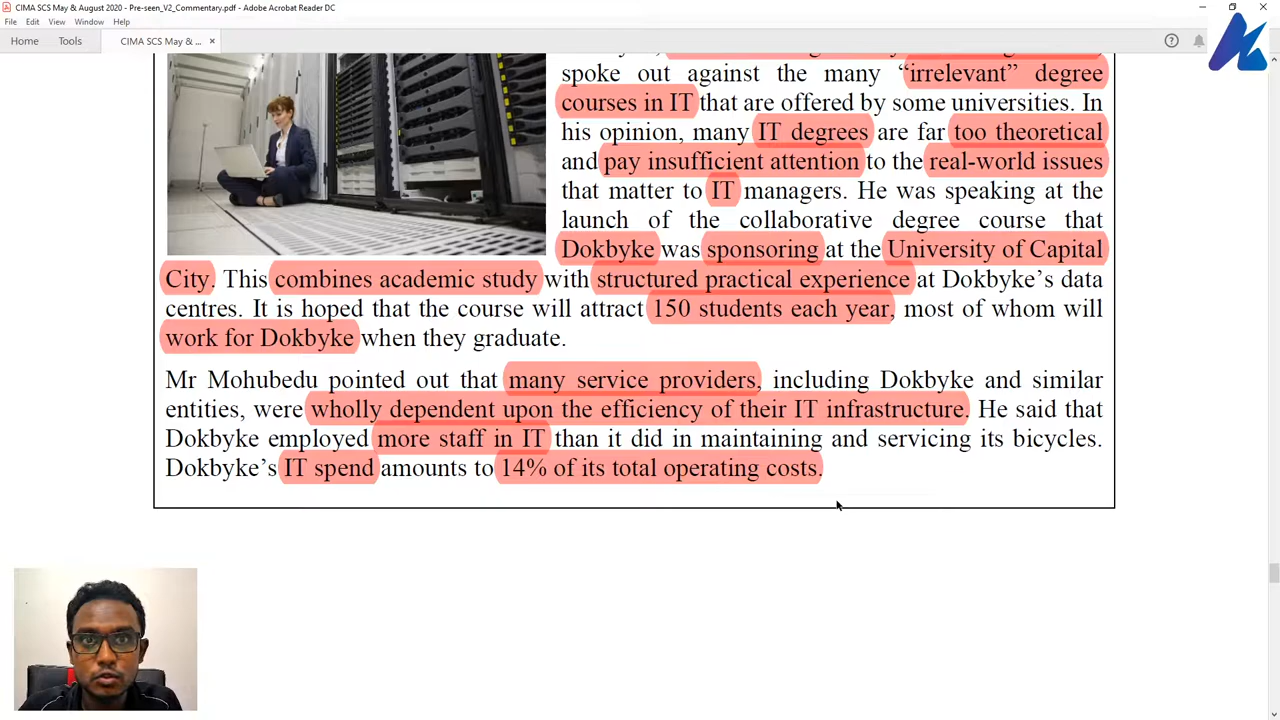 CIMA SCS May & August 2020 - Pre-seen_V2_Commentary.pdf - Adobe Acrobat Reader DC
File Edit View Window Help
Home Tools CIMA SCS May & ... ×
spoke out against the many “irrelevant” degree
courses in IT that are offered by some universities. In
his opinion, many IT degrees are far too theoretical
and pay insufficient attention to the real-world issues
that matter to IT managers. He was speaking at the
launch of the collaborative degree course that
Dokbyke was sponsoring at the University of Capital
City. This combines academic study with structured practical experience at Dokbyke’s data
centres. It is hoped that the course will attract 150 students each year, most of whom will
work for Dokbyke when they graduate.
Mr Mohubedu pointed out that many service providers, including Dokbyke and similar
entities, were wholly dependent upon the efficiency of their IT infrastructure. He said that
Dokbyke employed more staff in IT than it did in maintaining and servicing its bicycles.
Dokbyke’s IT spend amounts to 14% of its total operating costs.